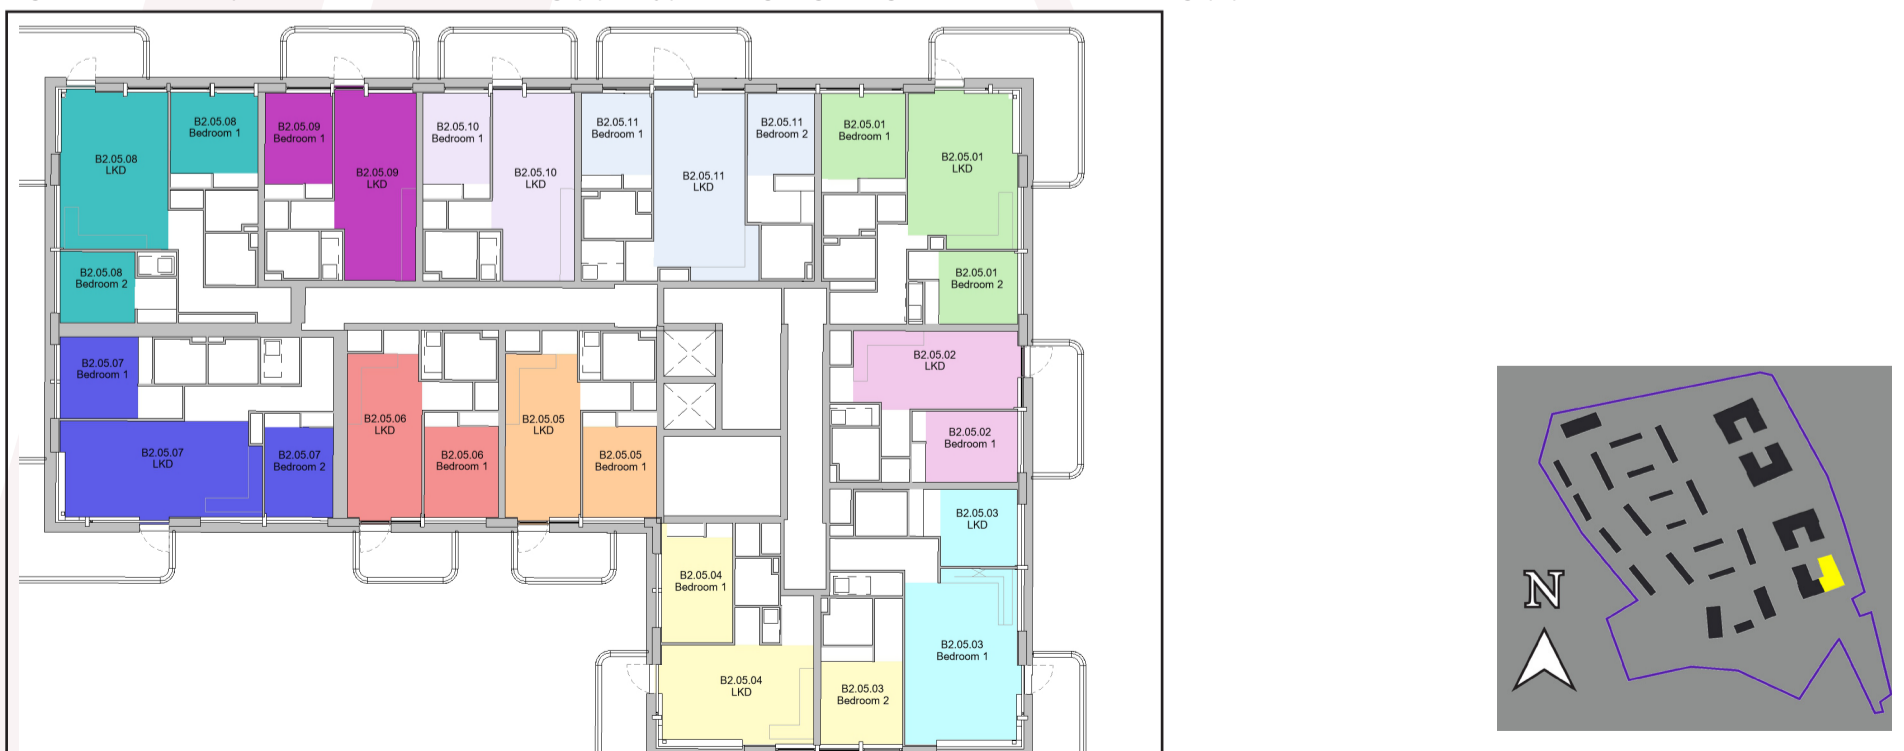 B2.05.08
LKD
B2.05.08
Bedroom 1
B2.05.09
Bedroom 1
B2.05.09
LKD
B2.05.10
Bedroom 1
B2.05.10
LKD
B2.05.11
Bedroom 1
B2.05.11
LKD
B2.05.11
Bedroom 2
B2.05.01
Bedroom 1
B2.05.01
LKD
B2.05.08
Bedroom 2
B2.05.01
Bedroom 2
B2.05.07
Bedroom 1
B2.05.02
LKD
B2.05.06
LKD
B2.05.05
LKD
B2.05.02
Bedroom 1
B2.05.07
LKD
B2.05.07
Bedroom 2
B2.05.06
Bedroom 1
B2.05.05
Bedroom 1
B2.05.03
LKD
B2.05.04
Bedroom 1
B2.05.03
Bedroom 1
B2.05.04
LKD
B2.05.03
Bedroom 2
N